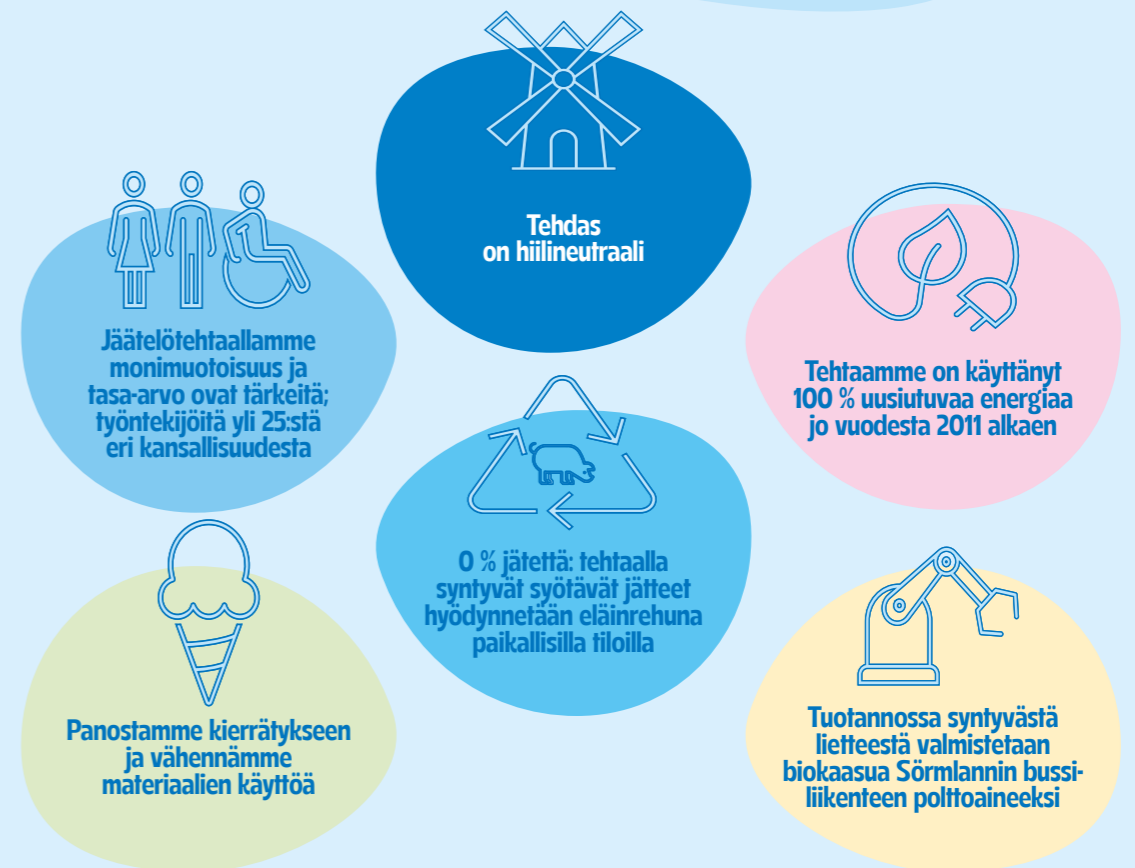 Tehdas
on hiilineutraali
Jäätelötehtaallamme
monimuotoisuus ja
tasa-arvo ovat tärkeitä;
työntekijöitä yli 25:stä
eri kansallisuudesta
Tehtaamme on käyttänyt
100 % uusiutuvaa energiaa
jo vuodesta 2011 alkaen
0 % jätettä: tehtaalla
syntyvät syötävät jätteet
hyödynnetään eläinrehuna
paikallisilla tiloilla
Panostamme kierrätykseen
ja vähennämme
materiaalien käyttöä
Tuotannossa syntyvästä
lietteestä valmistetaan
biokaasua Sörmlannin bussi-
liikenteen polttoaineeksi